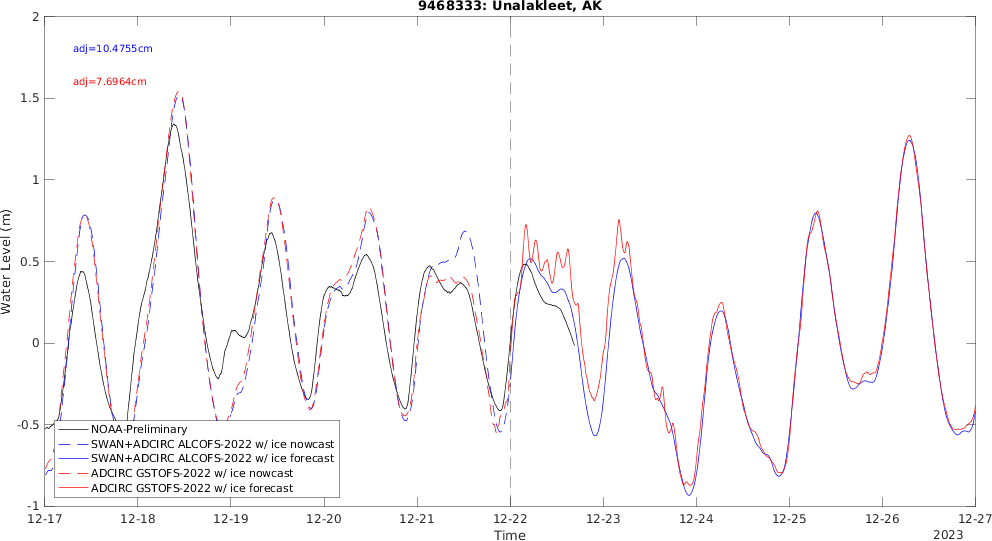 9468333: Unalakleet, AK
adj=10.4755cm
adj=7.6964cm
Water Level (m)
2
1.5
1
0.5
0
-0.5
-1
NOAA-Preliminary
SWAN+ADCIRC ALCOFS-2022 w/ ice nowcast
SWAN+ADCIRC ALCOFS-2022 w/ ice forecast
ADCIRC GSTOFS-2022 w/ ice nowcast
ADCIRC GSTOFS-2022 w/ ice forecast
12-17 12-18 12-19 12-20 12-21 12-22 12-23 12-24 12-25 12-26 12-27
Time
2023